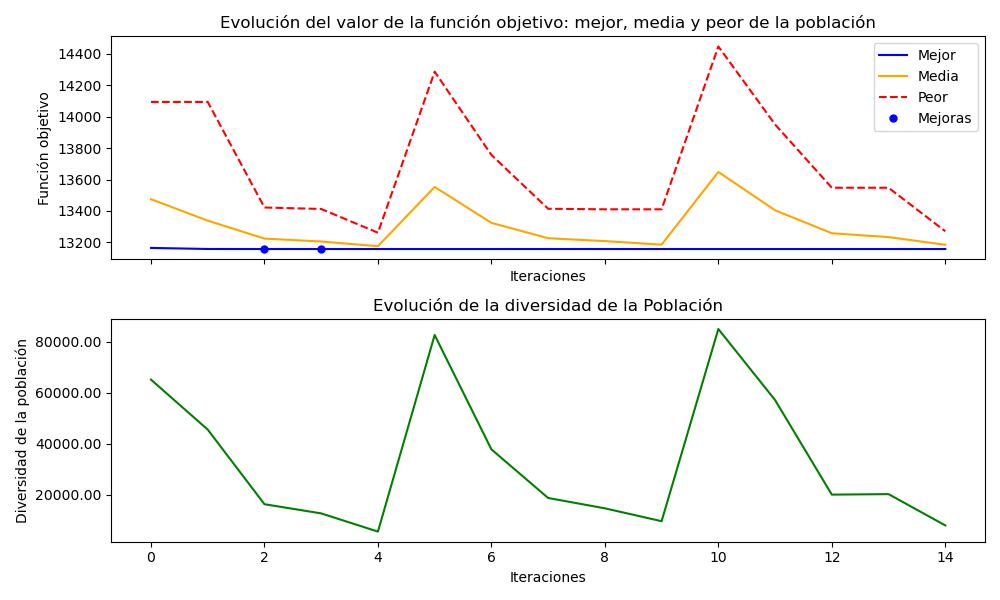 Evolución del valor de la función objetivo: mejor, media y peor de la población
Función objetivo
14400
14200
14000
13800
13600
13400
13200
Mejor
Media
Peor
Mejoras
Iteraciones
Evolución de la diversidad de la Población
Diversidad de la población
80000.00
60000.00
40000.00
20000.00
0 2 4 6 8 10 12 14
Iteraciones